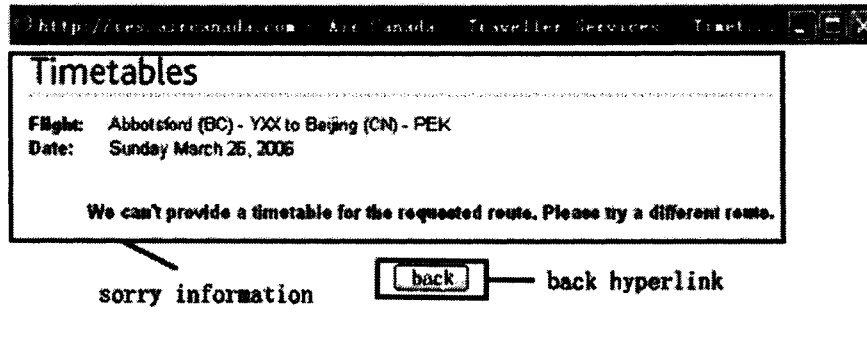 http://res.aircanada.com - Air Canada - Traveller Services - Timet...
Timetables
Flight: Abbotsford (BC) - YXX to Beijing (CN) - PEK
Date: Sunday March 26, 2006
We can't provide a timetable for the requested route. Please try a different route.
back
sorry information
back hyperlink